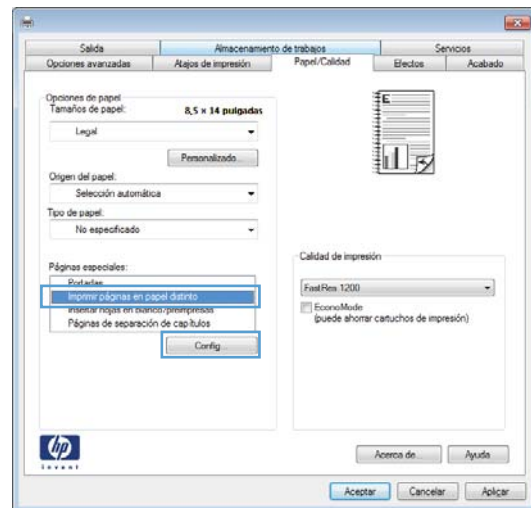 Salida Almacenamiento de trabajos Servicios
Opciones avanzadas Atajos de impresión Papel/Calidad Efectos Acabado
Opciones de papel
Tamaños de papel: 8,5 × 14 pulgadas
Legal
Personalizado...
Origen del papel:
Selección automática
Tipo de papel:
No especificado
Páginas especiales:
Portadas
Imprimir páginas en papel distinto
Insertar hojas en blanco/preimpresas
Páginas de separación de capítulos
Config...
E
Calidad de impresión
FastRes 1200
EconoMode
(puede ahorrar cartuchos de impresión)
hp
invent
Acerca de... Ayuda
Aceptar Cancelar Aplicar